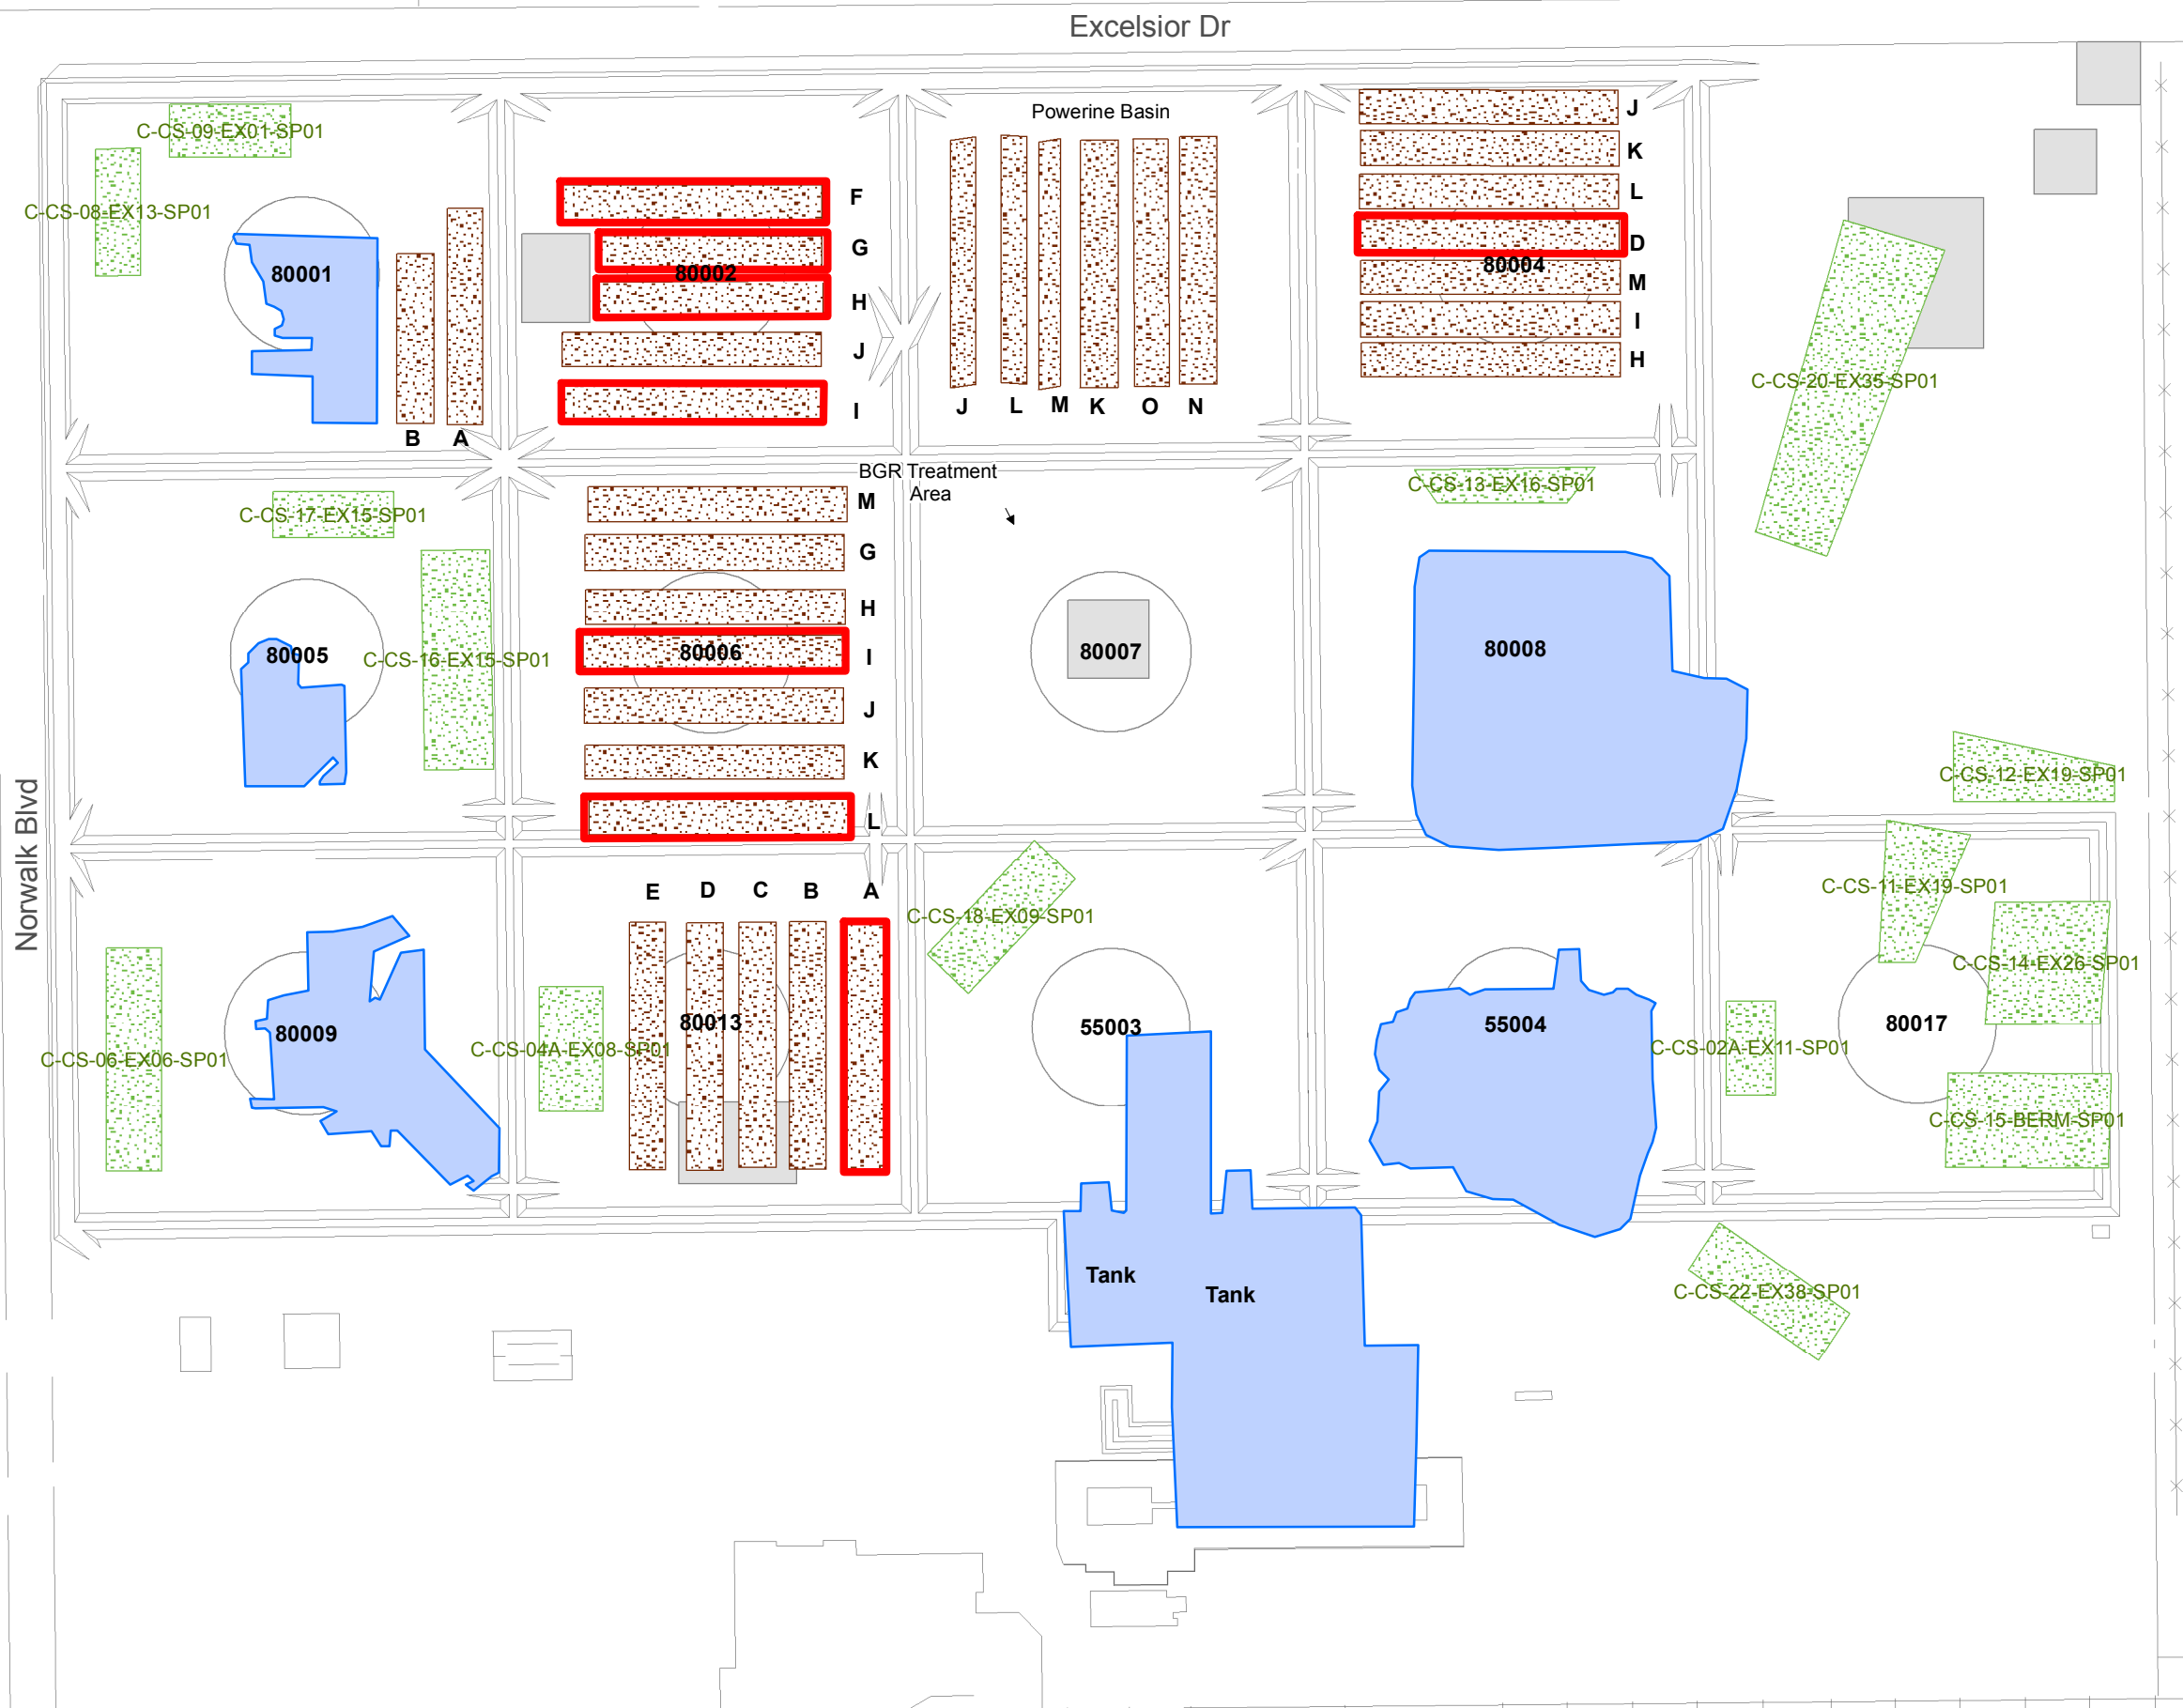 Excelsior Dr
Norwalk Blvd
C-CS-09-EX01-SP01
C-CS-08-EX13-SP01
80001
B
A
F
G
80002
H
J
I
Powerine Basin
J
L
M
K
O
N
J
K
L
D
80004
M
I
H
C-CS-20-EX35-SP01
C-CS-17-EX15-SP01
80005
C-CS-16-EX15-SP01
M
G
H
80006
I
J
K
L
BGR Treatment
Area
80007
C-CS-13-EX16-SP01
80008
C-CS-12-EX19-SP01
C-CS-06-EX06-SP01
80009
E
D
C
B
A
C-CS-04A-EX08-SP01
80013
C-CS-18-EX09-SP01
55003
55004
C-CS-02A-EX11-SP01
C-CS-11-EX19-SP01
C-CS-14-EX26-SP01
80017
C-CS-15-BERM-SP01
Tank
Tank
C-CS-22-EX38-SP01